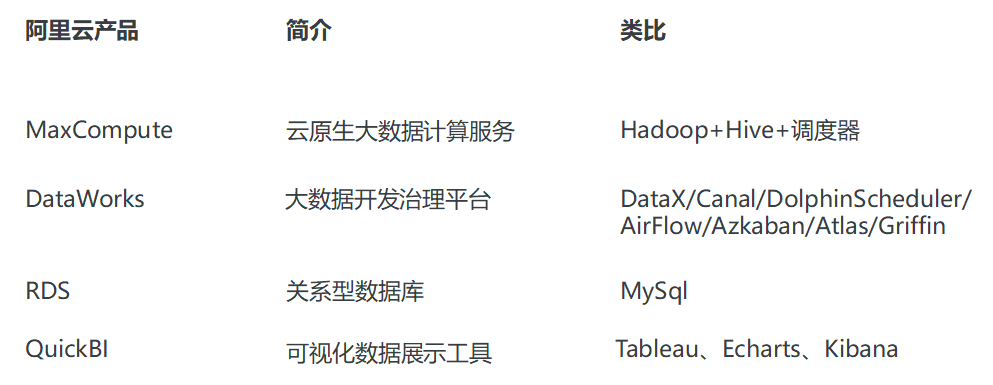 阿里云产品 简介 类比
MaxCompute 云原生大数据计算服务 Hadoop+Hive+调度器
DataWorks 大数据开发治理平台 DataX/Canal/DolphinScheduler/
AirFlow/Azkaban/Atlas/Griffin
RDS 关系型数据库 MySql
QuickBI 可视化数据展示工具 Tableau、Echarts、Kibana